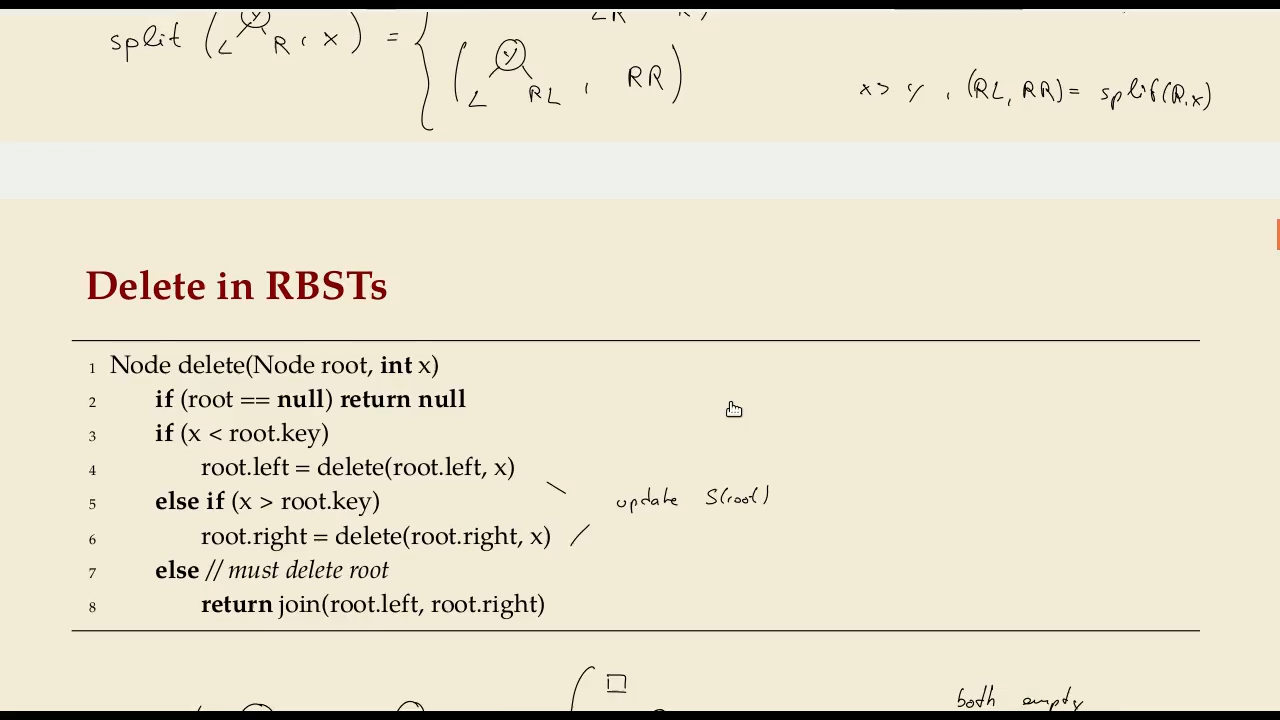 split ( L y R , x ) = {
( L y RL , RR )
x > y , (RL, RR) = split(R,x)
Delete in RBSTs
1 Node delete(Node root, int x)
2 if (root == null) return null
3 if (x < root.key)
4 root.left = delete(root.left, x)
5 else if (x > root.key)
update S(root)
6 root.right = delete(root.right, x)
7 else // must delete root
8 return join(root.left, root.right)
both empty